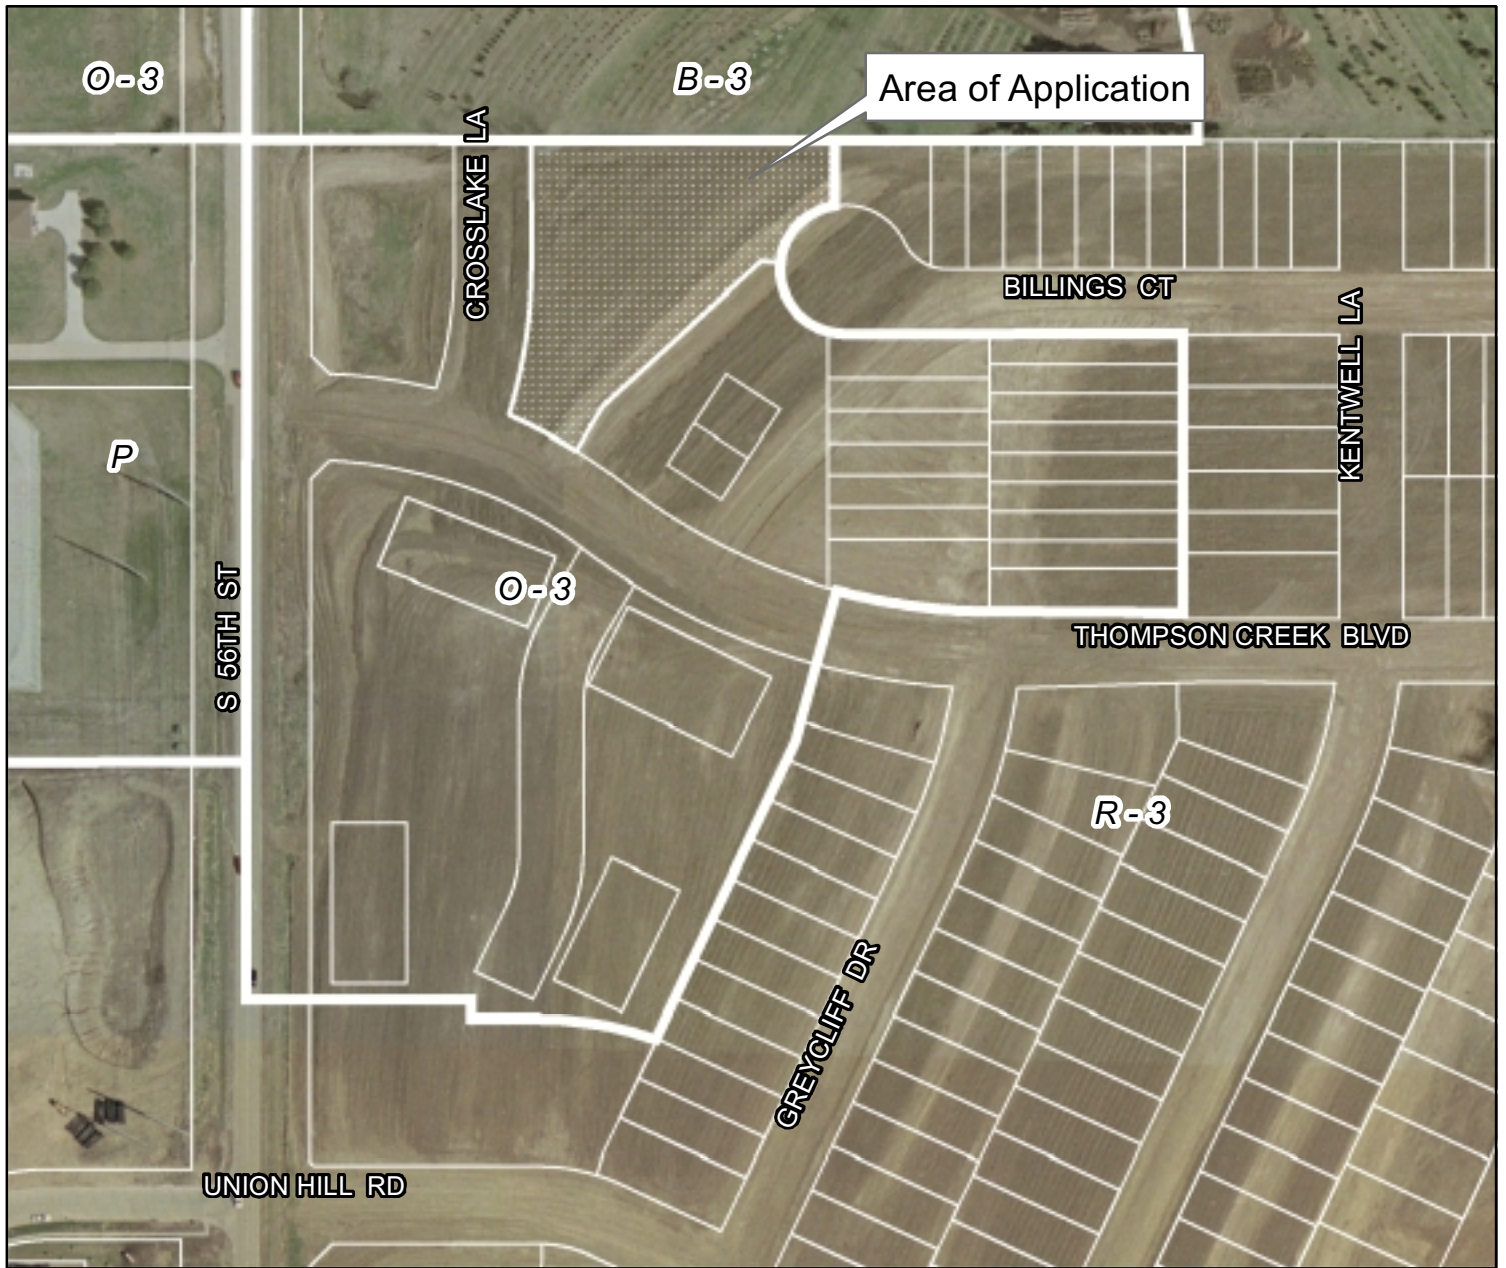 O-3
B-3
Area of Application
CROSSLAKE LA
BILLINGS CT
KENTWELL LA
P
S 56TH ST
O-3
THOMPSON CREEK BLVD
R-3
GREYCLIFF DR
UNION HILL RD